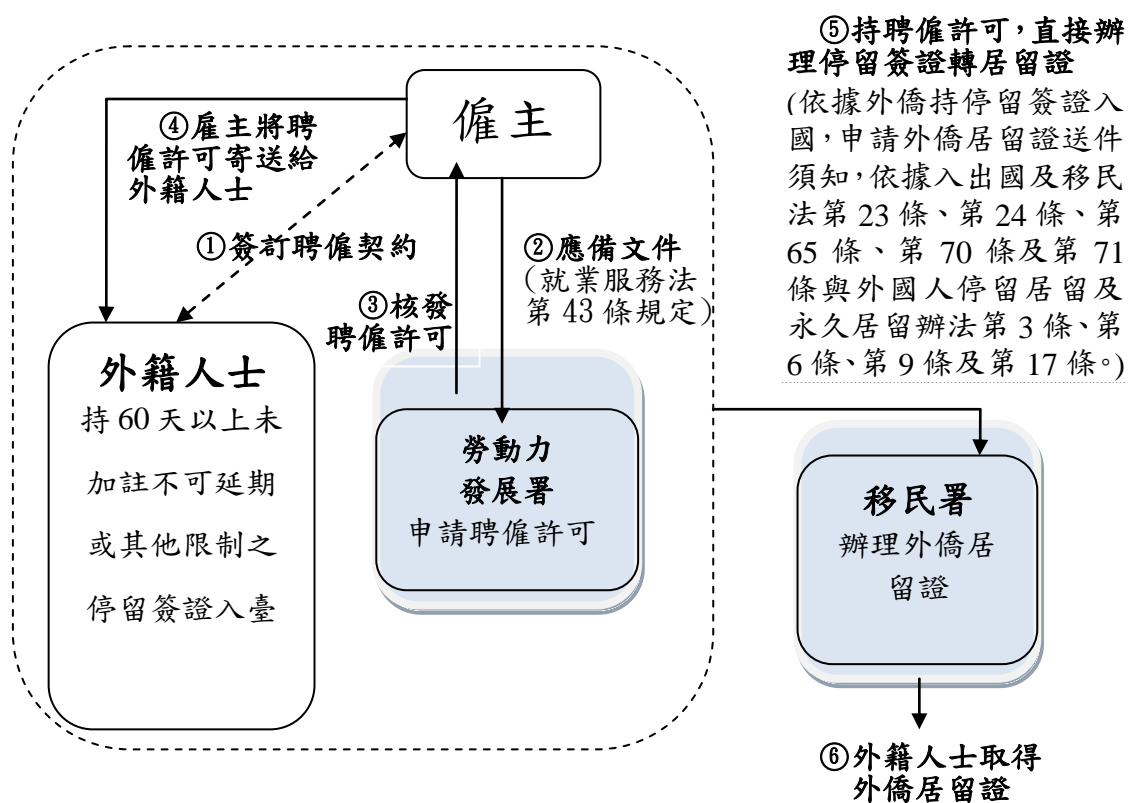 僱主
④雇主將聘
僱許可寄送給
外籍人士
①簽訂聘僱契約
②應備文件
（就業服務法
第 43 條規定）
③核發
聘僱許可
外籍人士
持 60 天以上未
加註不可延期
或其他限制之
停留簽證入臺
勞動力
發展署
申請聘僱許可
⑤持聘僱許可，直接辦
理停留簽證轉居留證
(依據外僑持停留簽證入
國，申請外僑居留證送件
須知，依據入出國及移民
法第 23 條、第 24 條、第
65 條、第 70 條及第 71
條與外國人停留居留及
永久居留辦法第 3 條、第
6 條、第 9 條及第 17 條。)
移民署
辦理外僑居
留證
⑥外籍人士取得
外僑居留證